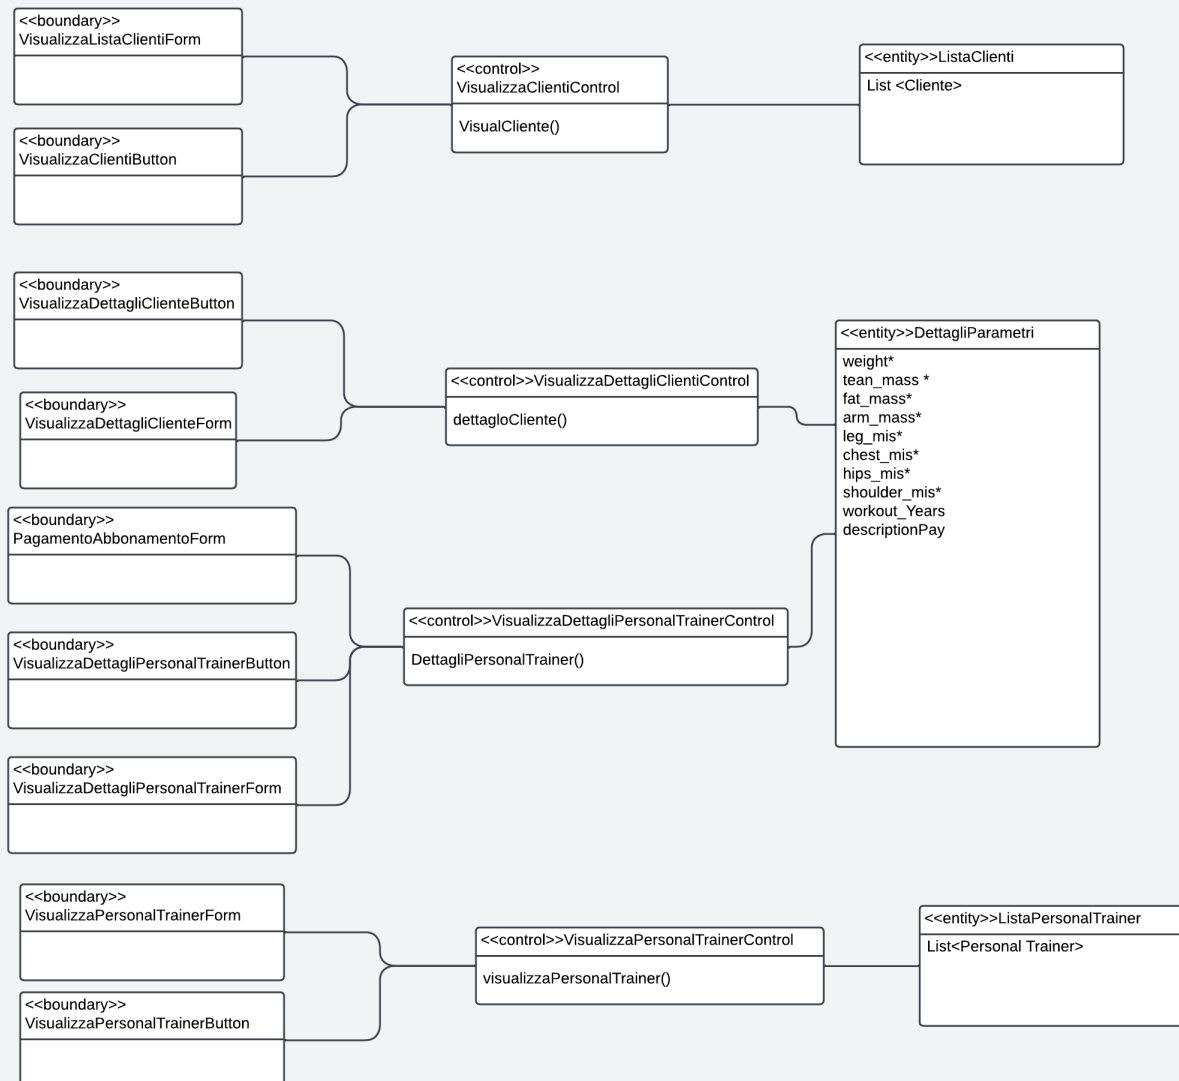 <<boundary>>
VisualizzaListaClientiForm
<<boundary>>
VisualizzaClientiButton
<<control>>
VisualizzaClientiControl
VisualCliente()
<<entity>>ListaClienti
List <Cliente>
<<boundary>>
VisualizzaDettagliClienteButton
<<boundary>>
VisualizzaDettagliClienteForm
<<control>>VisualizzaDettagliClientiControl
dettagloCliente()
<<entity>>DettagliParametri
weight*
tean_mass *
fat_mass*
arm_mass*
leg_mis*
chest_mis*
hips_mis*
shoulder_mis*
workout_Years
descriptionPay
<<boundary>>
PagamentoAbbonamentoForm
<<boundary>>
VisualizzaDettagliPersonalTrainerButton
<<boundary>>
VisualizzaDettagliPersonalTrainerForm
<<control>>VisualizzaDettagliPersonalTrainerControl
DettagliPersonalTrainer()
<<boundary>>
VisualizzaPersonalTrainerForm
<<boundary>>
VisualizzaPersonalTrainerButton
<<control>>VisualizzaPersonalTrainerControl
visualizzaPersonalTrainer()
<<entity>>ListaPersonalTrainer
List<Personal Trainer>